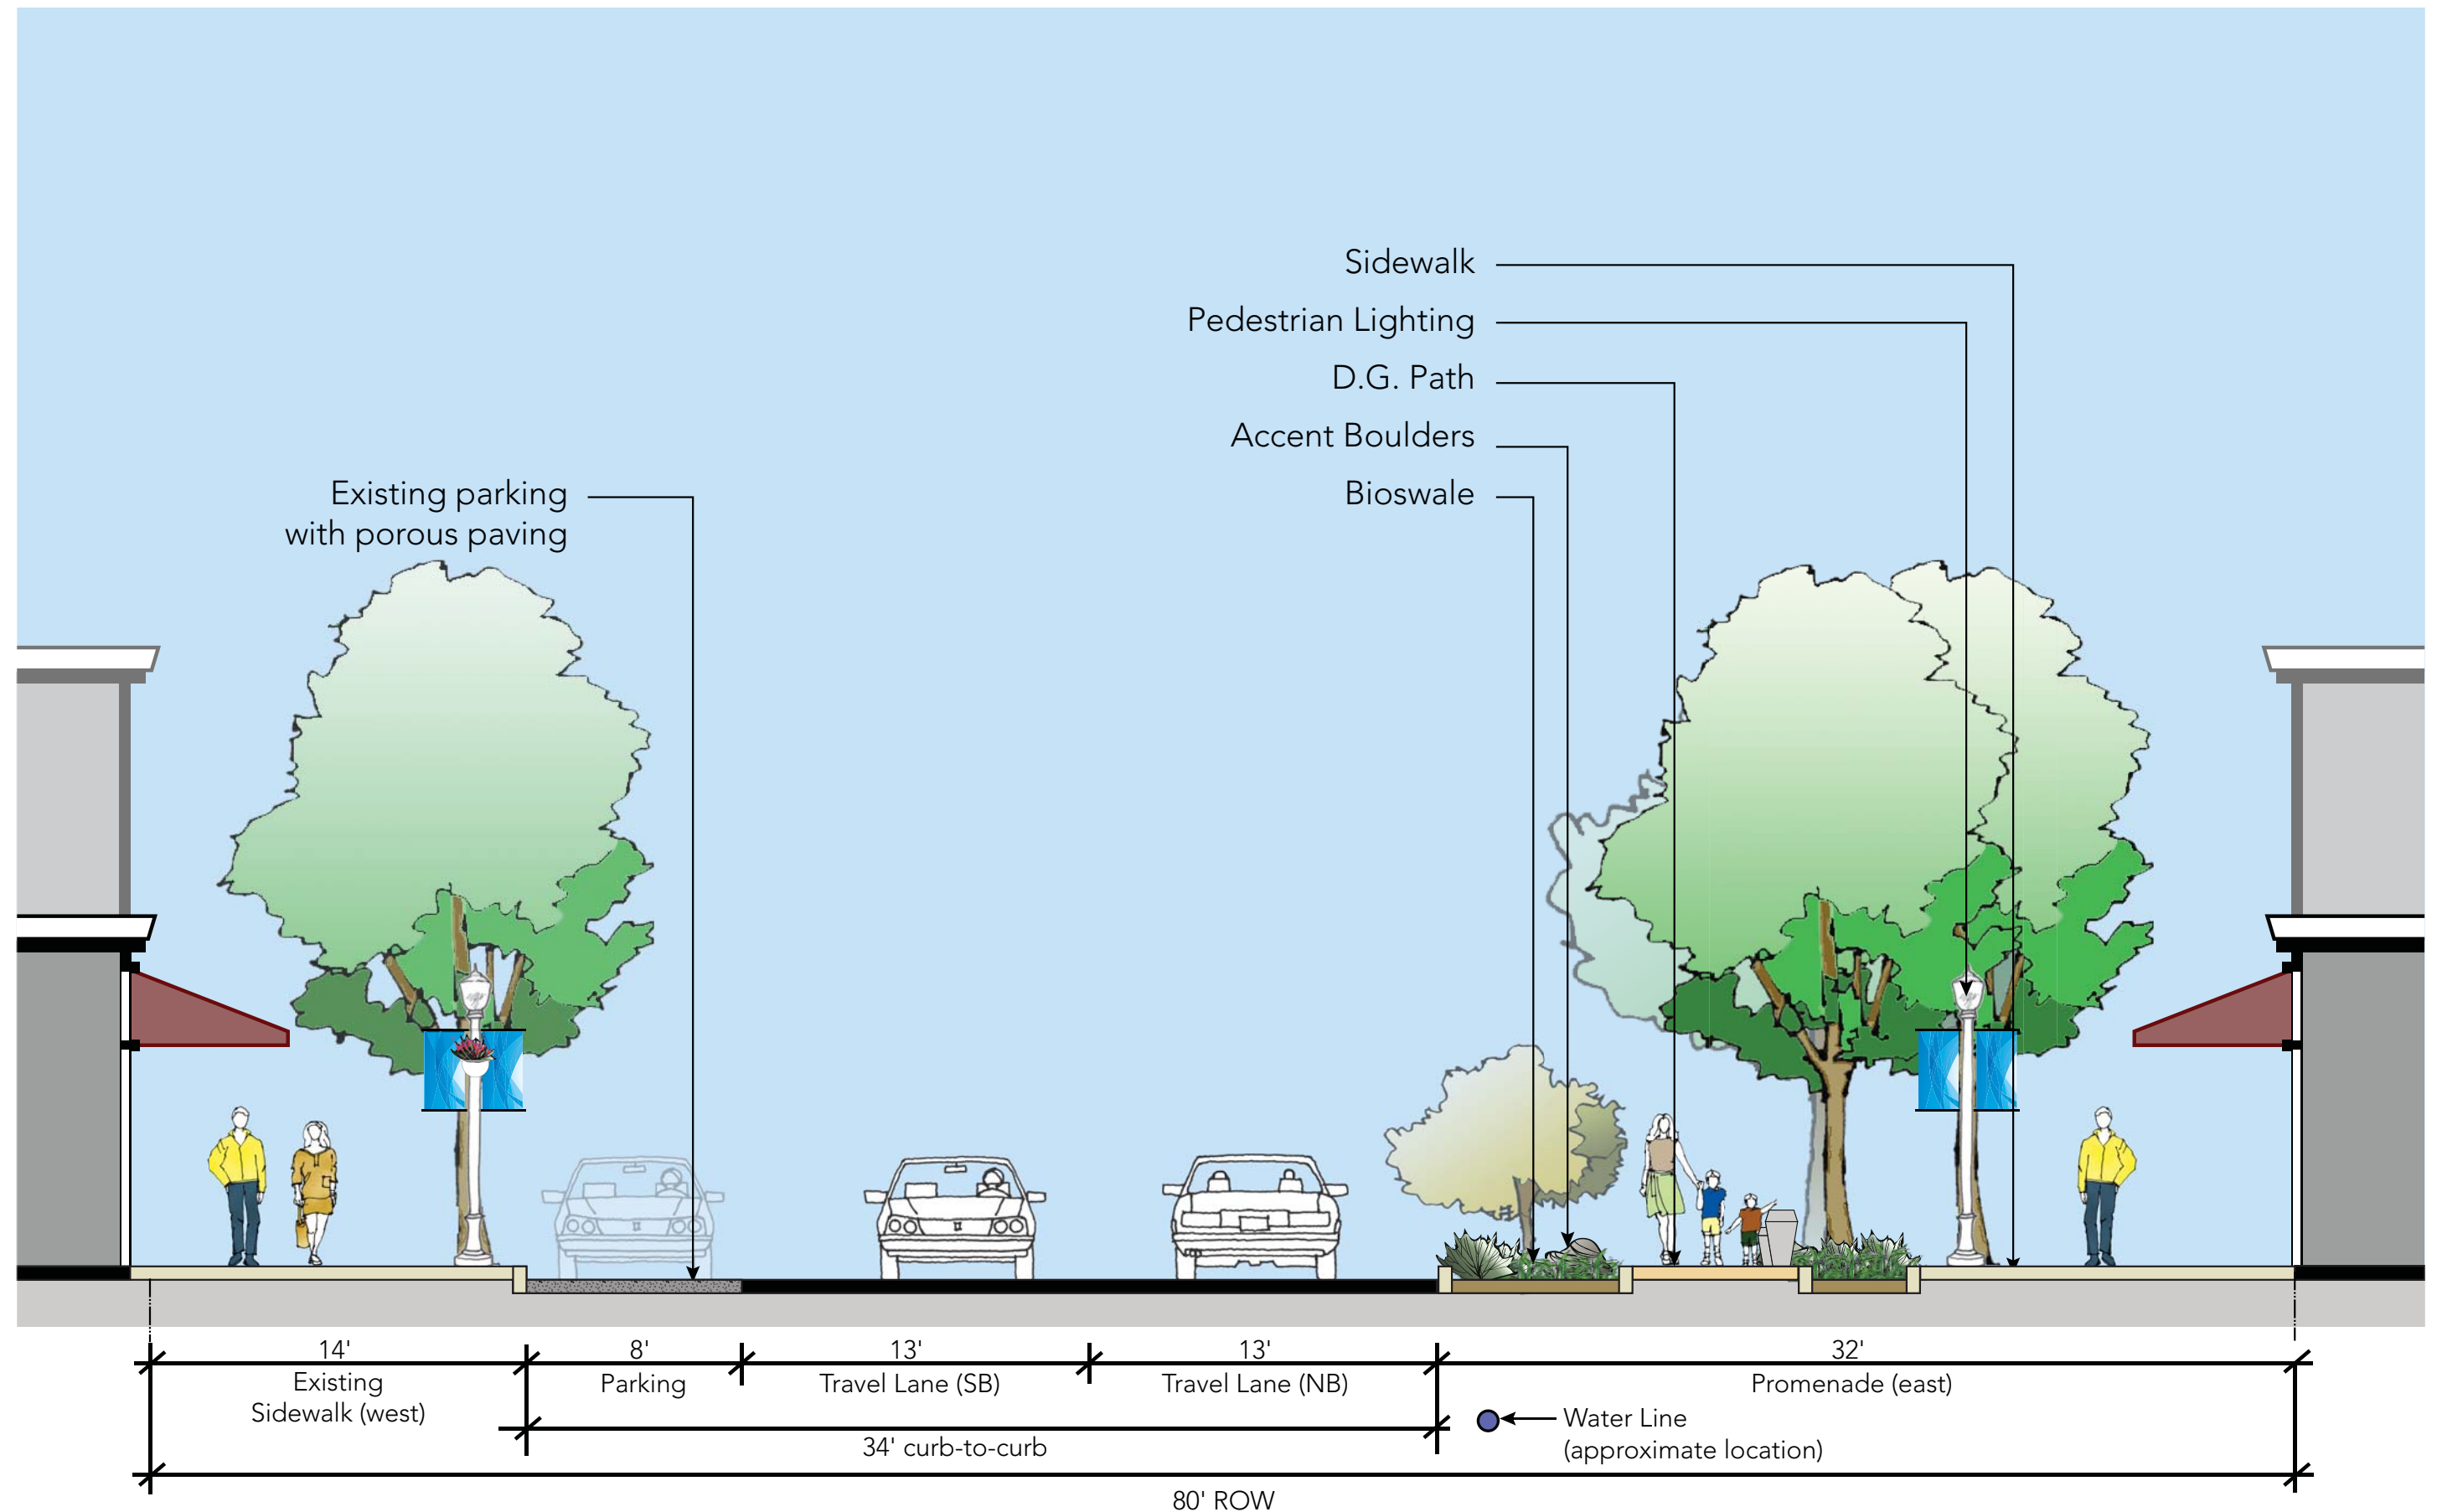 Sidewalk
Pedestrian Lighting
D.G. Path
Accent Boulders
Bioswale
Existing parking
with porous paving
14'
8'
13'
13'
32'
Existing
Sidewalk (west)
Parking
Travel Lane (SB)
Travel Lane (NB)
Promenade (east)
Water Line
(approximate location)
34' curb-to-curb
80' ROW